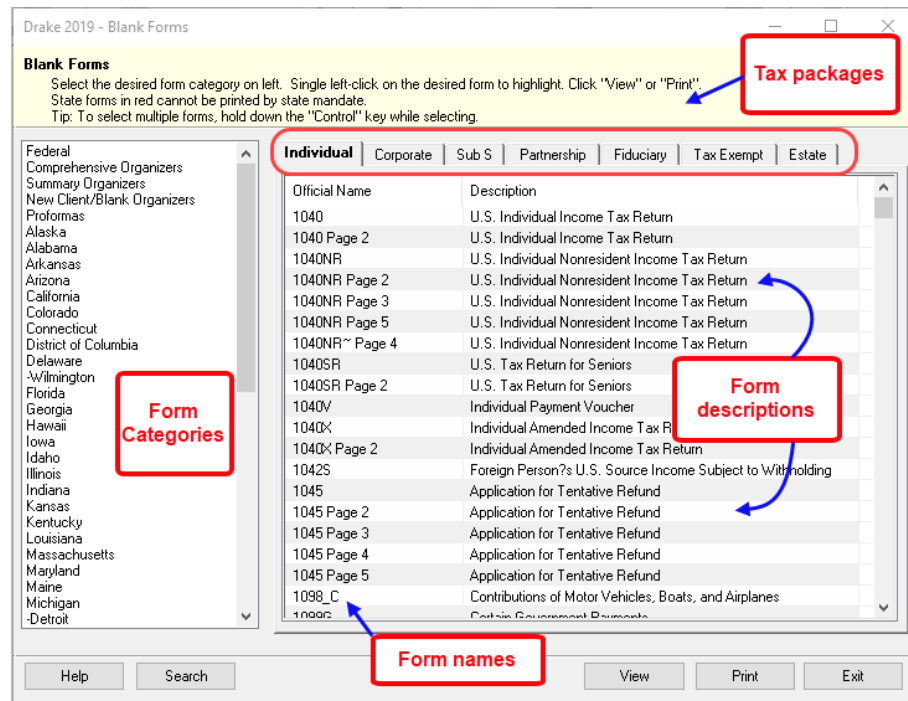 Drake 2019 - Blank Forms
Blank Forms
Select the desired form category on left. Single left-click on the desired form to highlight. Click "View" or "Print".
State forms in red cannot be printed by state mandate.
Tip: To select multiple forms, hold down the "Control" key while selecting.
Tax packages
Federal
Comprehensive Organizers
Summary Organizers
New Client/Blank Organizers
Proformas
Alaska
Alabama
Arkansas
Arizona
California
Colorado
Connecticut
District of Columbia
Delaware
-Wilmington
Florida
Georgia
Hawaii
Iowa
Idaho
Illinois
Indiana
Kansas
Kentucky
Louisiana
Massachusetts
Maryland
Maine
Michigan
-Detroit
Form
Categories
Individual Corporate Sub S Partnership Fiduciary Tax Exempt Estate
Official Name Description
1040 U.S. Individual Income Tax Return
1040 Page 2 U.S. Individual Income Tax Return
1040NR U.S. Individual Nonresident Income Tax Return
1040NR Page 2 U.S. Individual Nonresident Income Tax Return
1040NR Page 3 U.S. Individual Nonresident Income Tax Return
1040NR Page 5 U.S. Individual Nonresident Income Tax Return
1040NR~ Page 4 U.S. Individual Nonresident Income Tax Return
1040SR U.S. Tax Return for Seniors
1040SR Page 2 U.S. Tax Return for Seniors
1040V Individual Payment Voucher
1040X Individual Amended Income Tax R
1040X Page 2 Individual Amended Income Tax Return
1042S Foreign Person?s U.S. Source Income Subject to Withholding
1045 Application for Tentative Refund
1045 Page 2 Application for Tentative Refund
1045 Page 3 Application for Tentative Refund
1045 Page 4 Application for Tentative Refund
1045 Page 5 Application for Tentative Refund
1098_C Contributions of Motor Vehicles, Boats, and Airplanes
1099G Certain Government Payments
Form
descriptions
Form names
Help Search View Print Exit